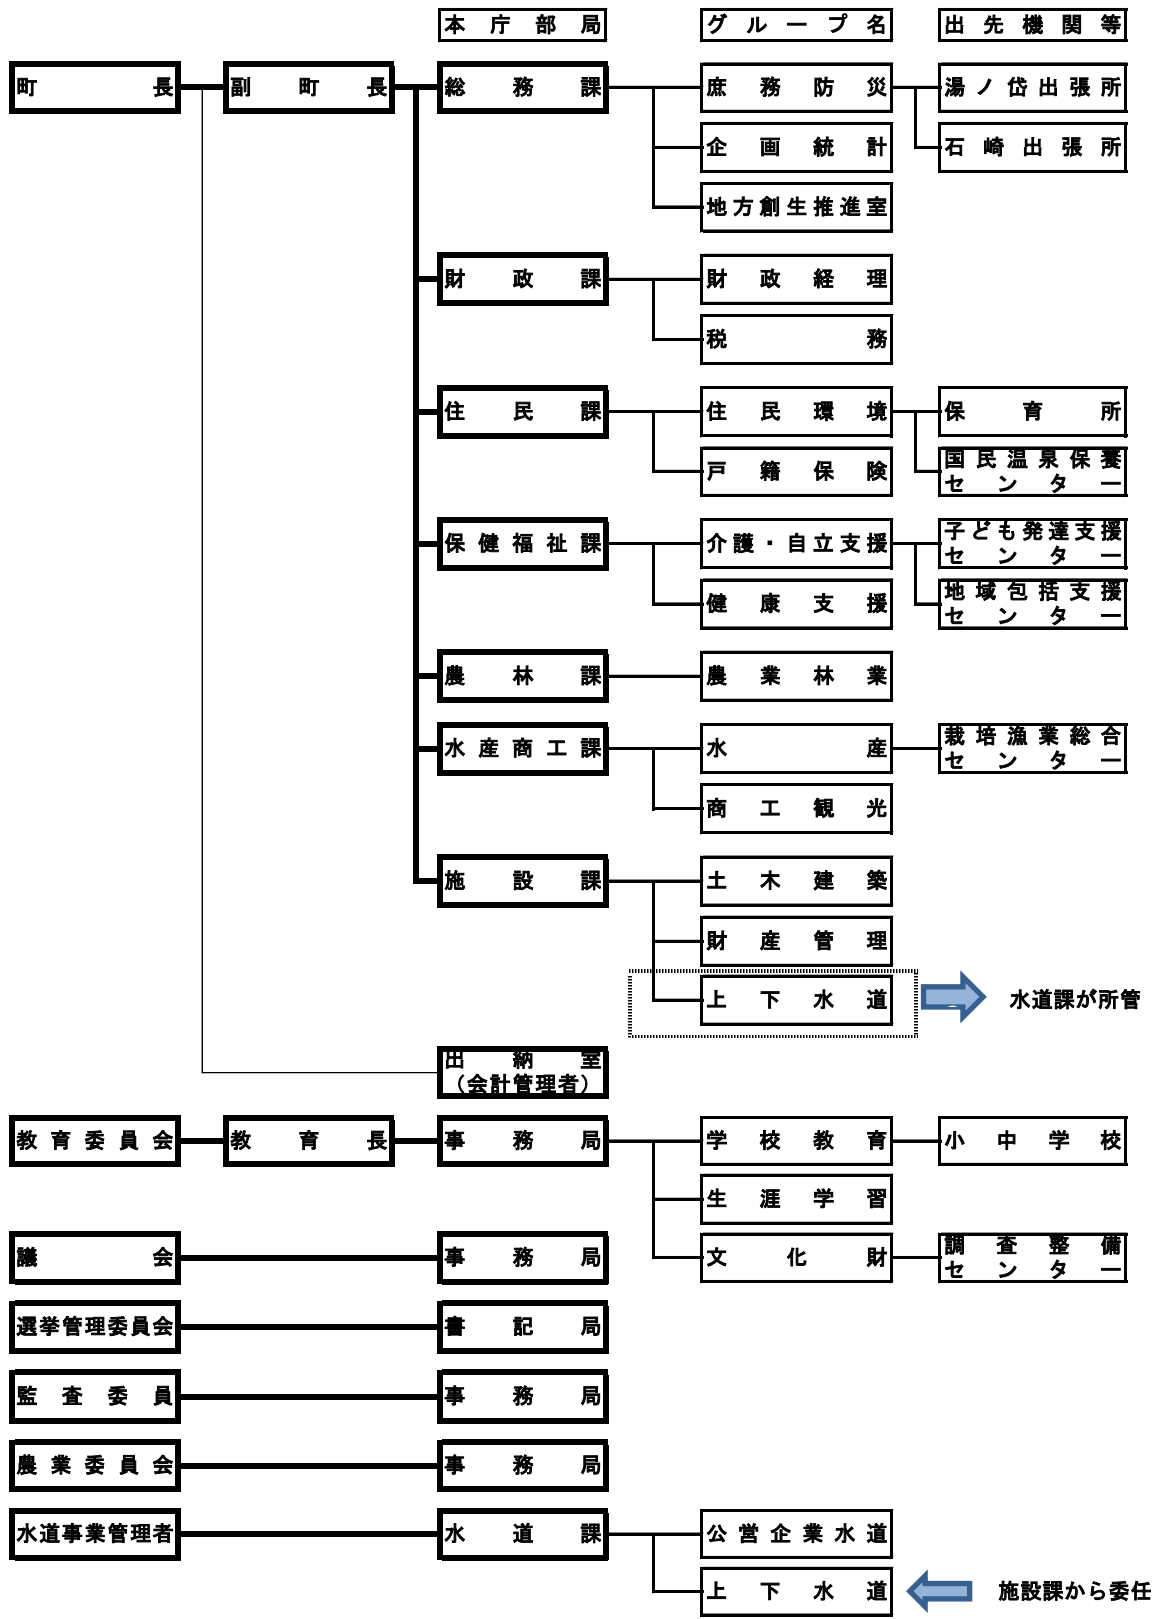 本庁部局
グループ名
出先機関等
町長
副町長
総務課
庶務防災
湯ノ岱出張所
企画統計
石崎出張所
地方創生推進室
財政課
財政経理
税務
住民課
住民環境
保育所
戸籍保険
国民温泉保養
センター
保健福祉課
介護・自立支援
子ども発達支援
センター
健康支援
地域包括支援
センター
農林課
農業林業
水産商工課
水産
栽培漁業総合
センター
商工観光
施設課
土木建築
財産管理
上下水道
水道課が所管
出納室
（会計管理者）
教育委員会
教育長
事務局
学校教育
小中学校
生涯学習
議会
事務局
文化財
調査整備
センター
選挙管理委員会
書記局
監査委員
事務局
農業委員会
事務局
水道事業管理者
水道課
公営企業水道
上下水道
施設課から委任